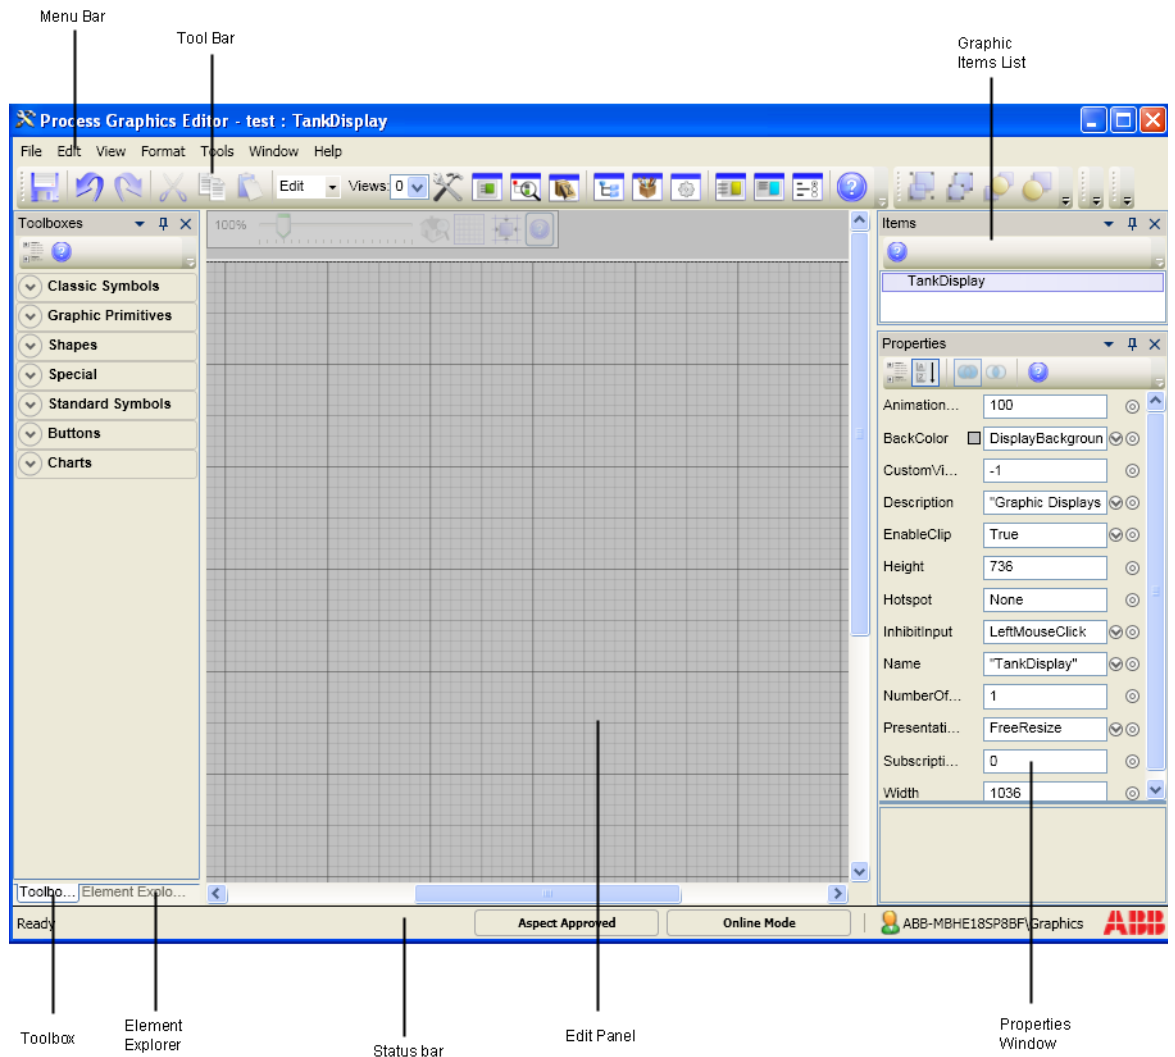 Menu Bar
Tool Bar
Graphic
Items List
Process Graphics Editor - test : TankDisplay
File Edit View Format Tools Window Help
Edit Views: 0
Toolboxes
100%
Items
Classic Symbols
Graphic Primitives
Shapes
Special
Standard Symbols
Buttons
Charts
TankDisplay
Properties
Animation... 100
BackColor DisplayBackgroun
CustomVi... -1
Description "Graphic Displays
EnableClip True
Height 736
Hotspot None
InhibitInput LeftMouseClick
Name "TankDisplay"
NumberOf... 1
Presentati... FreeResize
Subscripti... 0
Width 1036
Toolbo... Element Explo...
Ready Aspect Approved Online Mode ABB-MBHE18SP8BF\Graphics ABB
Toolbox
Element
Explorer
Status bar
Edit Panel
Properties
Window